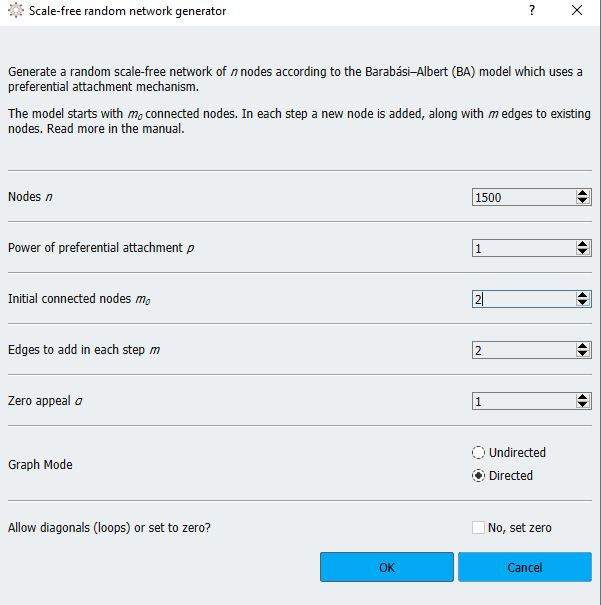 Scale-free random network generator
?
Generate a random scale-free network of n nodes according to the Barabási–Albert (BA) model which uses a
preferential attachment mechanism.
The model starts with m₀ connected nodes. In each step a new node is added, along with m edges to existing
nodes. Read more in the manual.
Nodes n
1500
Power of preferential attachment p
1
Initial connected nodes m₀
2
Edges to add in each step m
2
Zero appeal a
1
Graph Mode
Undirected
Directed
Allow diagonals (loops) or set to zero?
No, set zero
OK
Cancel